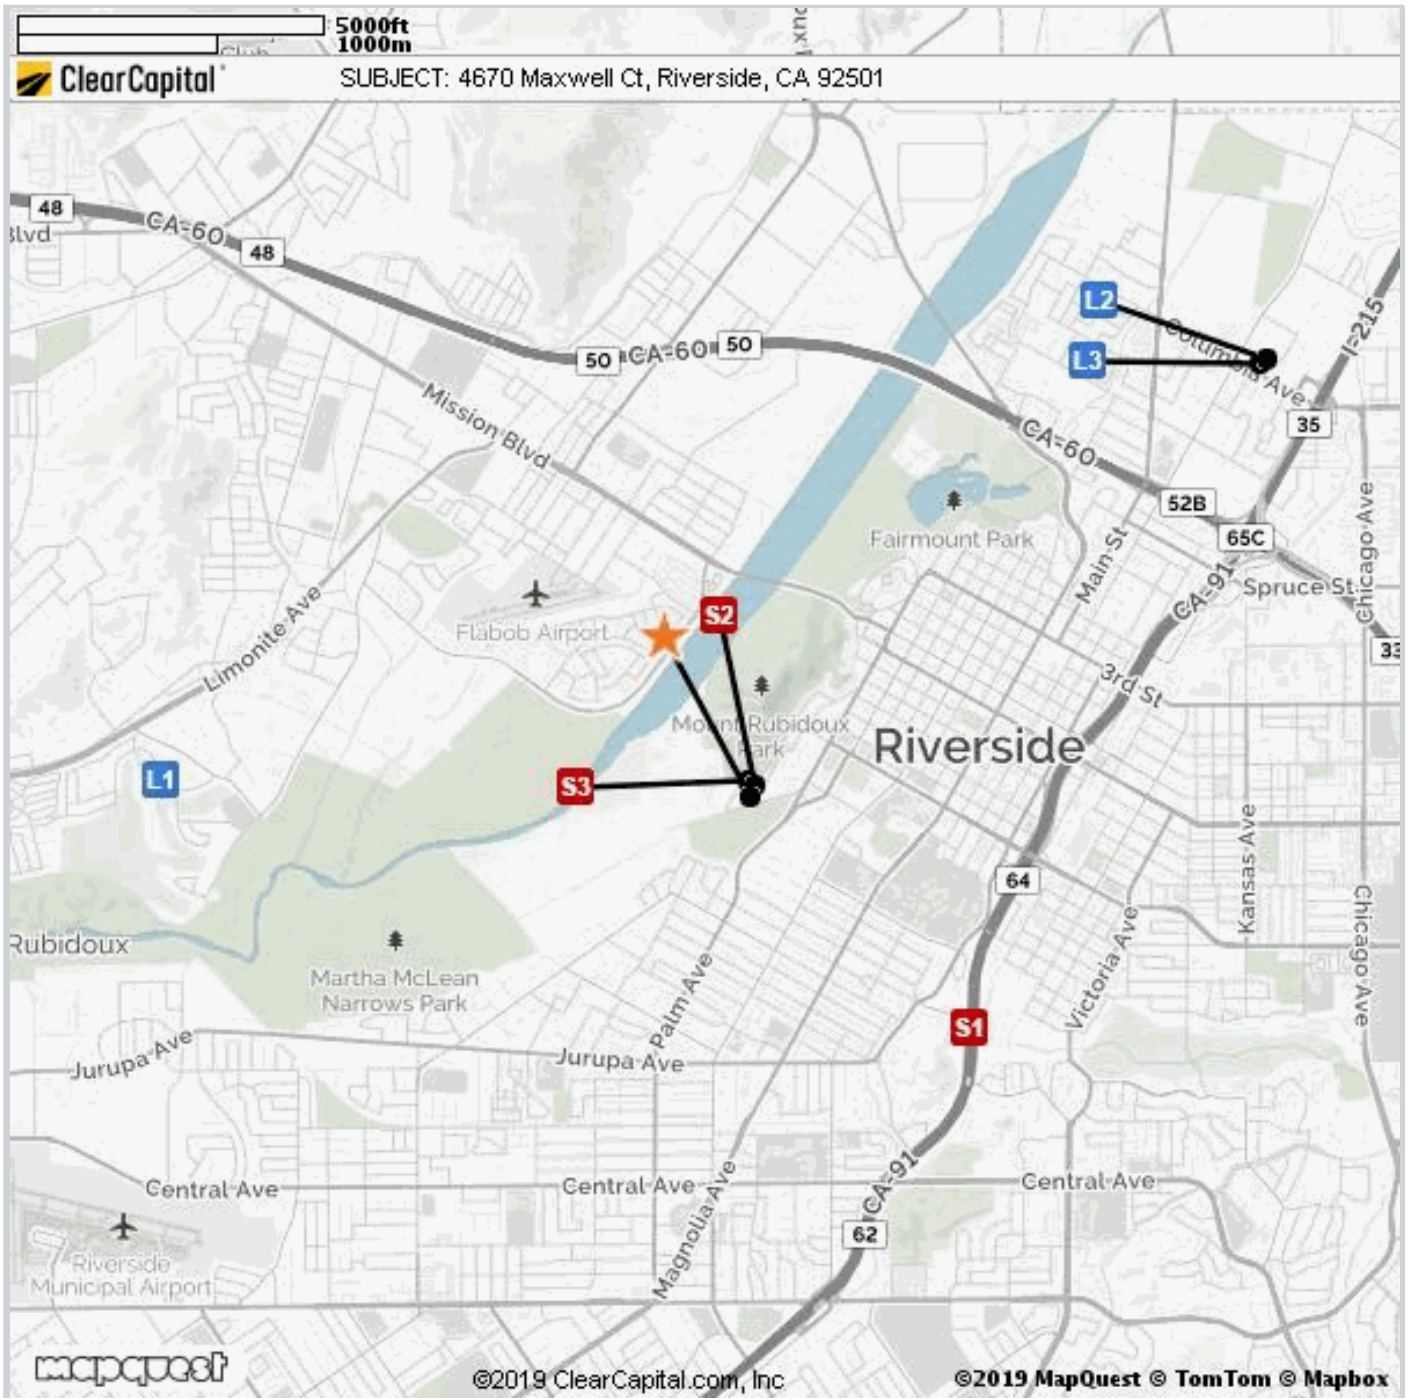 5000ft
1000m
Club
ClearCapital
SUBJECT: 4670 Maxwell Ct, Riverside, CA 92501
48
CA-60
48
Blvd
50
CA-60
50
L2
L3
Columbia Ave
I-215
35
Mission Blvd
CA-60
52B
65C
Chicago Ave
Fairmount Park
Main St
Spruce St
CA-91
33
Flabob Airport
S2
Limonite Ave
3rd St
Mount Rubidoux
Park
Riverside
L1
S3
64
Kansas Ave
Chicago Ave
Rubidoux
Martha McLean
Narrows Park
Palm Ave
Victoria Ave
S1
Jurupa Ave
Jurupa Ave
Central Ave
Central Ave
Central Ave
Magnolia Ave
CA-91
62
Riverside
Municipal Airport
mapquest
©2019 ClearCapital.com, Inc
©2019 MapQuest © TomTom © Mapbox